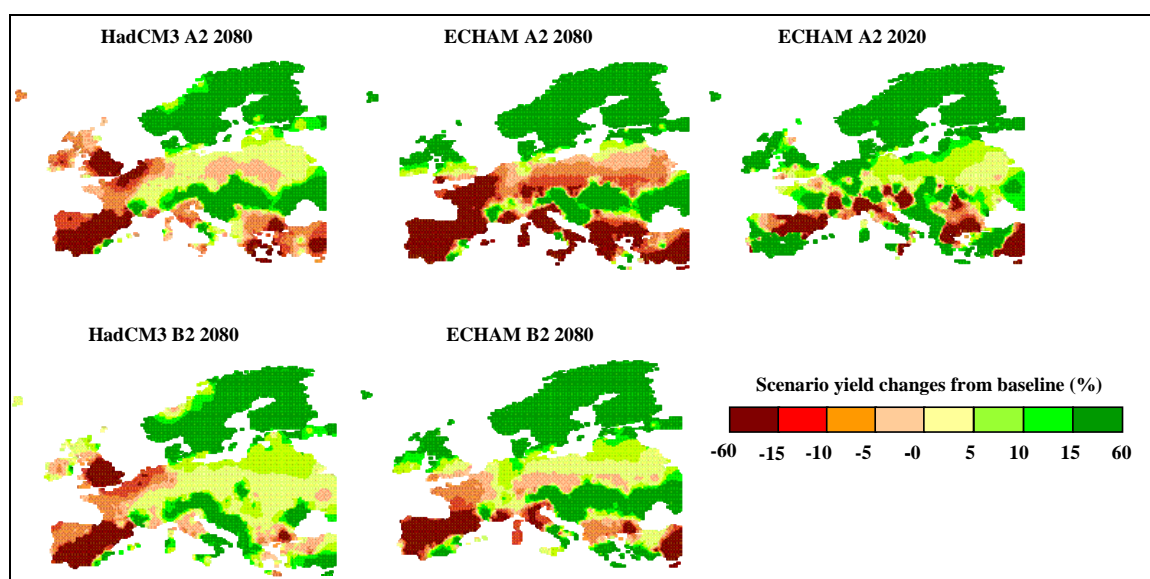 HadCM3 A2 2080
ECHAM A2 2080
ECHAM A2 2020
HadCM3 B2 2080
ECHAM B2 2080
Scenario yield changes from baseline (%)
-60 -15 -10 -5 -0 5 10 15 60